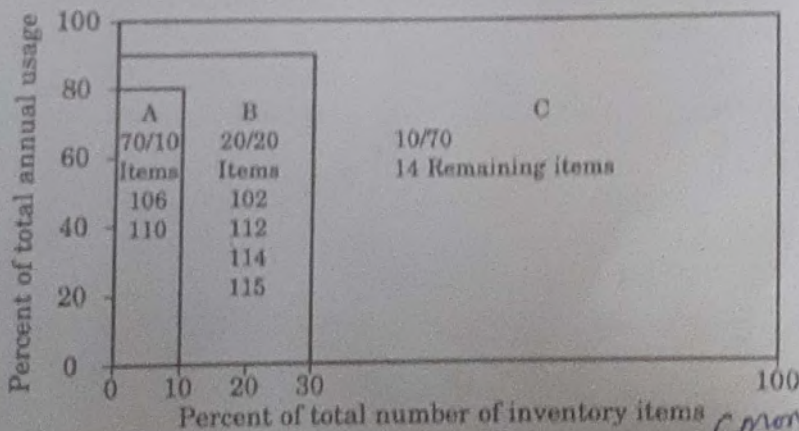 Percent of total annual usage
100
80
60
40
20
0
A
70/10
Items
106
110
B
20/20
Items
102
112
114
115
C
10/70
14 Remaining items
0 10 20 30 100
Percent of total number of inventory items